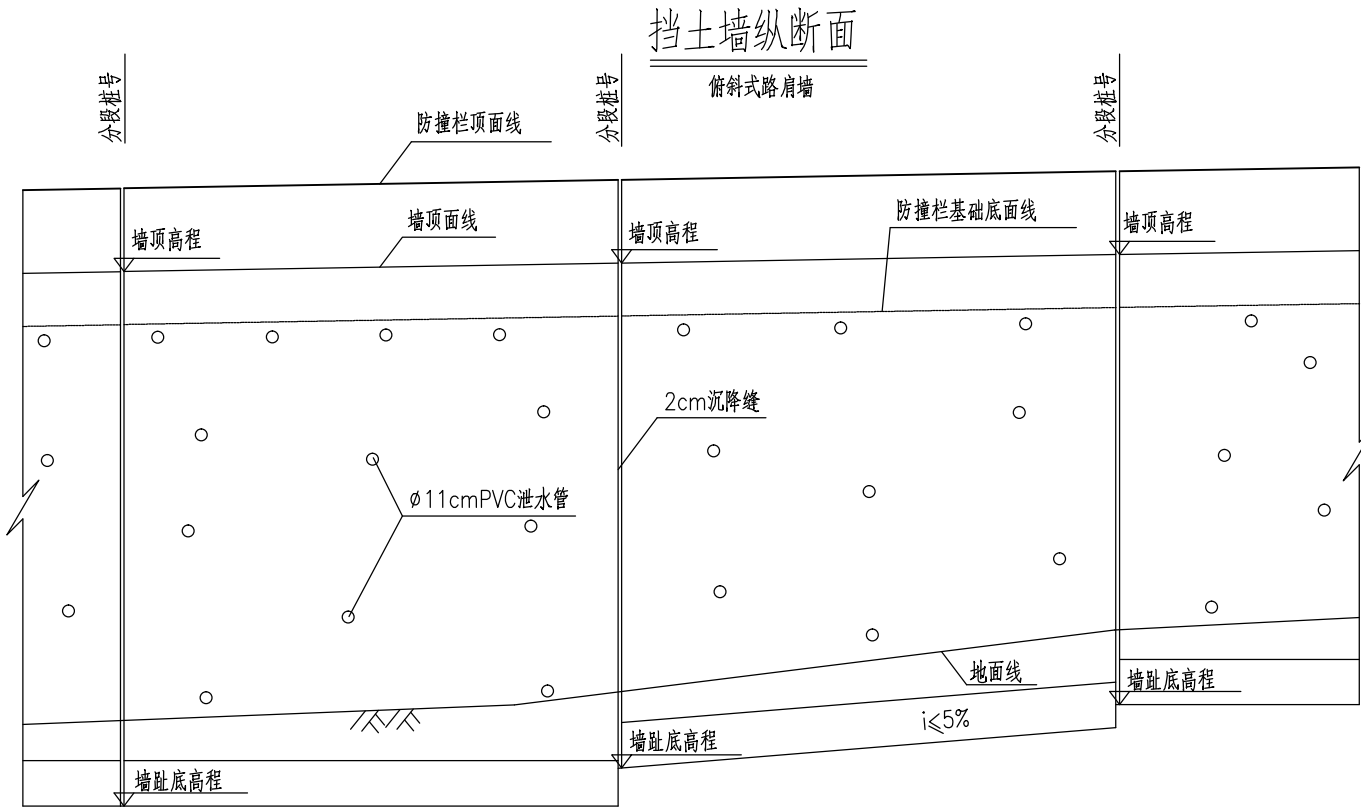 挡土墙纵断面
俯斜式路肩墙
分段桩号
分段桩号
分段桩号
防撞栏顶面线
墙顶面线
防撞栏基础底面线
墙顶高程
墙顶高程
墙顶高程
2cm沉降缝
ø11cmPVC泄水管
地面线
墙趾底高程
i≤5%
墙趾底高程
墙趾底高程